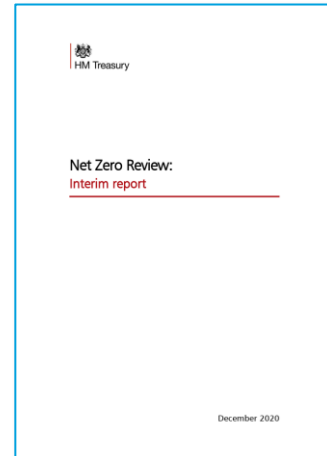 HM Treasury
Net Zero Review:
Interim report
December 2020